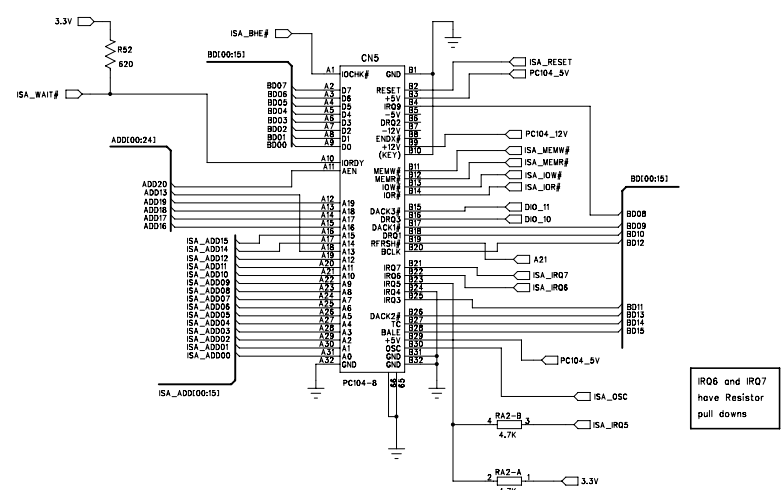 3.3V
R52
620
ISA_WAIT#
ISA_BHE#
BD[00:15]
BD07
BD06
BD05
BD04
BD03
BD02
BD01
BD00
ADD[00:24]
ADD20
ADD13
ADD19
ADD18
ADD17
ADD16
ISA_ADD15
ISA_ADD14
ISA_ADD12
ISA_ADD11
ISA_ADD10
ISA_ADD09
ISA_ADD08
ISA_ADD07
ISA_ADD06
ISA_ADD05
ISA_ADD04
ISA_ADD03
ISA_ADD02
ISA_ADD01
ISA_ADD00
ISA_ADD[00:15]
CN5
A1 IOCHK# GND B1
A2 D7 RESET B2
A3 D6 +5V B3
A4 D5 IRQ9 B4
A5 D4 -5V B5
A6 D3 DRQ2 B6
A7 D2 -12V B7
A8 D1 ENDX# B8
A9 D0 +12V B9
(KEY) B10
A10 IORDY MEMW# B11
A11 AEN MEMR# B12
IOW# B13
IOR# B14
A12 A19 DACK3# B15
A13 A18 DRQ3 B16
A14 A17 DACK1# B17
A15 A16 DRQ1 B18
A16 A15 RFRSH# B19
A17 A14 BCLK B20
A18 A13 IRQ7 B21
A19 A12 IRQ6 B22
A20 A11 IRQ5 B23
A21 A10 IRQ4 B24
A22 A9 IRQ3 B25
A23 A8
A24 A7
A25 A6
A26 A5 DACK2# B26
A27 A4 TC B27
A28 A3 BALE B28
A29 A2 +5V B29
A30 A1 OSC B30
A31 A0 GND B31
A32 GND GND B32
PC104-8
66
65
ISA_RESET
PC104_5V
PC104_12V
ISA_MEMW#
ISA_MEMR#
ISA_IOW#
ISA_IOR#
DIO_11
DIO_10
A21
ISA_IRQ7
ISA_IRQ6
BD[00:15]
BD08
BD09
BD10
BD12
BD11
BD13
BD14
BD15
PC104_5V
ISA_OSC
RA2-B
4 3
4.7K
ISA_IRQ5
RA2-A
2 1
4.7K
3.3V
IRQ6 and IRQ7
have Resistor
pull downs